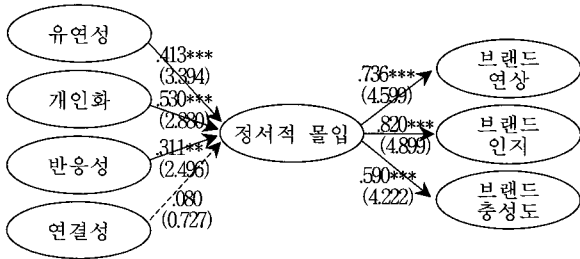 유연성
.413***
(3.394)
개인화
.530***
(2.889)
반응성
.311**
(2.496)
연결성
.080
(0.727)
정서적 몰입
.736***
(4.599)
.820***
(4.899)
.590***
(4.222)
브랜드
연상
브랜드
인지
브랜드
충성도